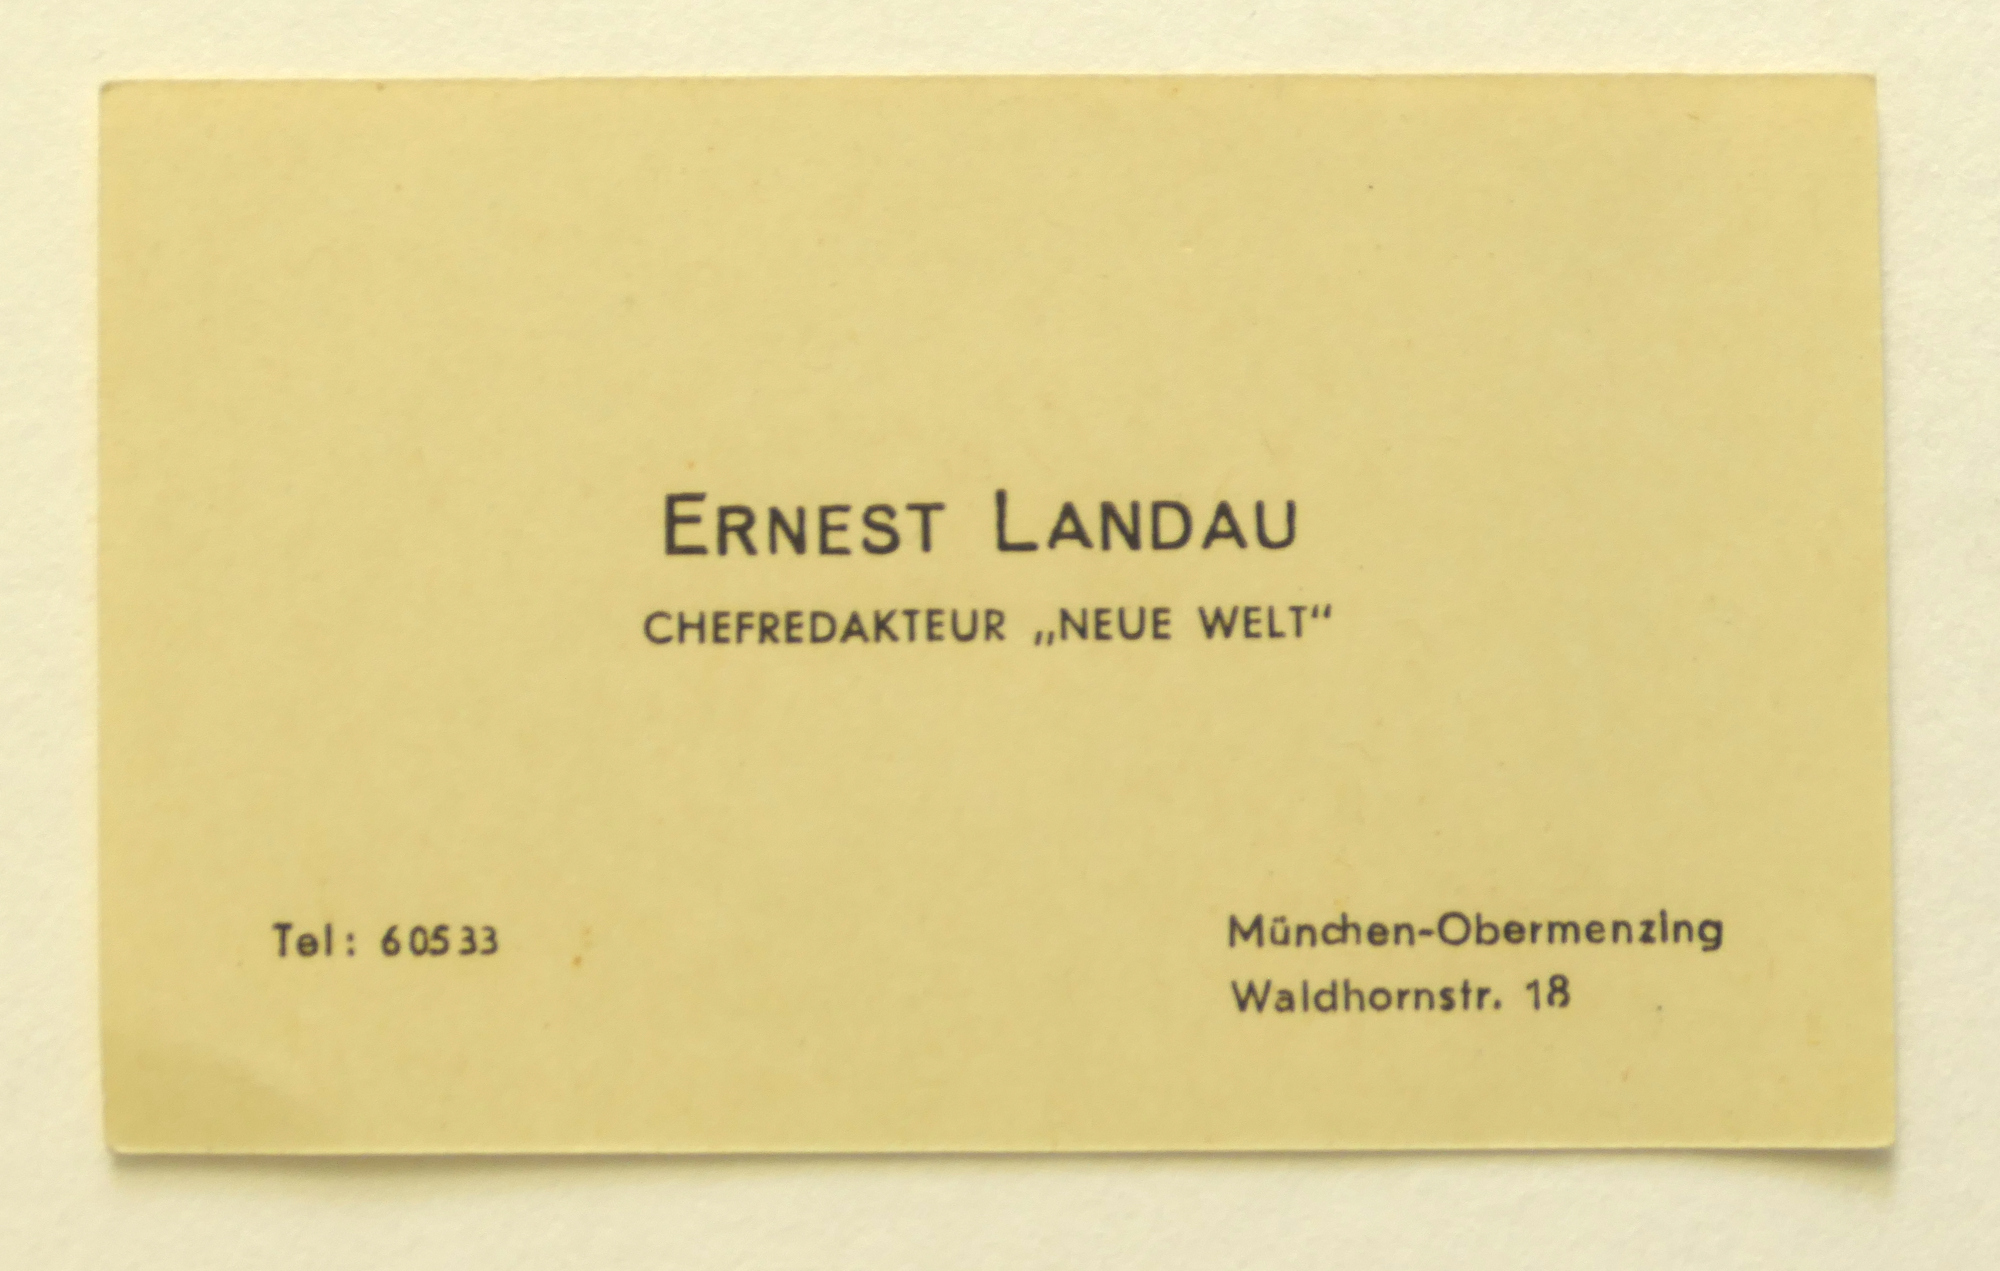 ERNEST LANDAU
CHEFREDAKTEUR „NEUE WELT“
Tel: 60533
München-Obermenzing
Waldhornstr. 18